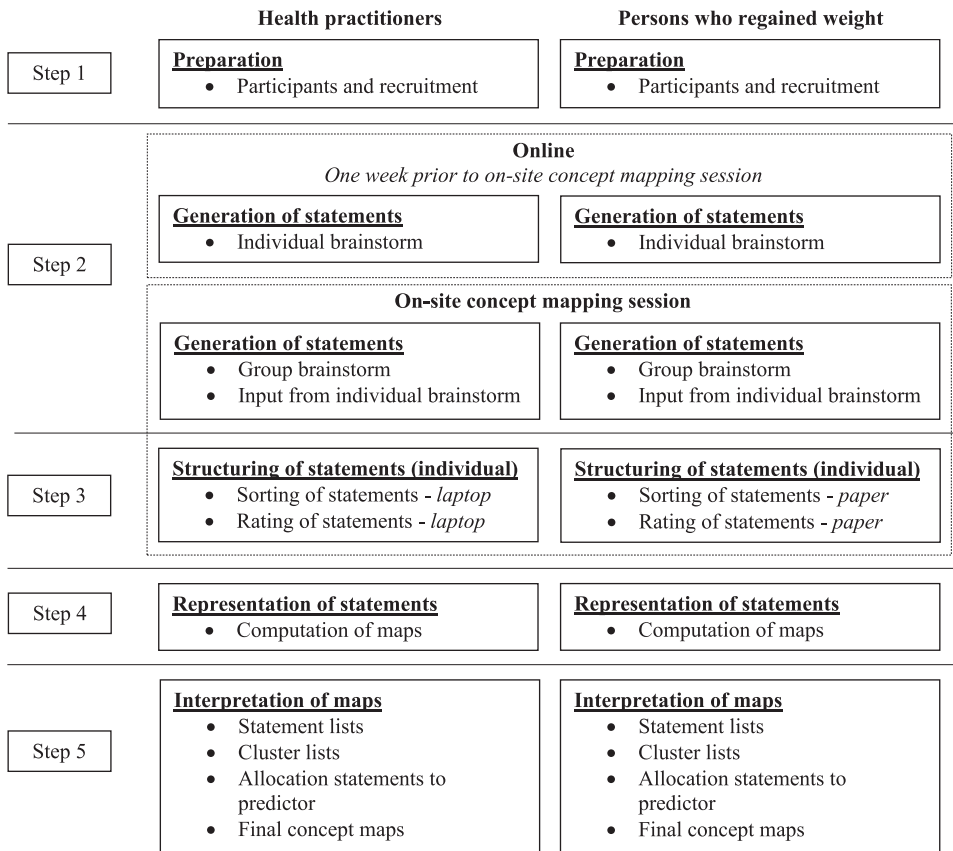 Health practitioners
Persons who regained weight
Step 1
Preparation
• Participants and recruitment
Preparation
• Participants and recruitment
Step 2
Online
One week prior to on-site concept mapping session
Generation of statements
• Individual brainstorm
Generation of statements
• Individual brainstorm
On-site concept mapping session
Generation of statements
• Group brainstorm
• Input from individual brainstorm
Generation of statements
• Group brainstorm
• Input from individual brainstorm
Step 3
Structuring of statements (individual)
• Sorting of statements - laptop
• Rating of statements - laptop
Structuring of statements (individual)
• Sorting of statements - paper
• Rating of statements - paper
Step 4
Representation of statements
• Computation of maps
Representation of statements
• Computation of maps
Step 5
Interpretation of maps
• Statement lists
• Cluster lists
• Allocation statements to
predictor
• Final concept maps
Interpretation of maps
• Statement lists
• Cluster lists
• Allocation statements to
predictor
• Final concept maps